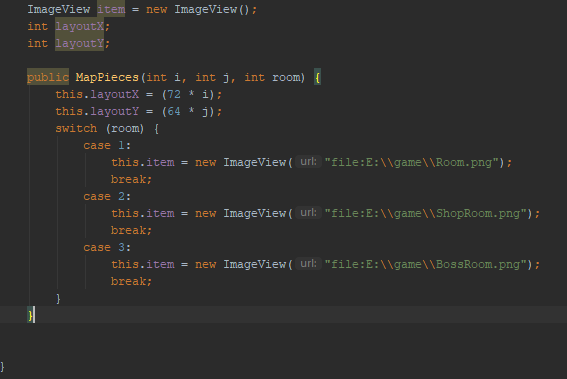 ImageView item = new ImageView();
int layoutX;
int layoutY;
public MapPieces(int i, int j, int room) {
this.layoutX = (72 * i);
this.layoutY = (64 * j);
switch (room) {
case 1:
this.item = new ImageView( url: "file:E:\\game\\Room.png");
break;
case 2:
this.item = new ImageView( url: "file:E:\\game\\ShopRoom.png");
break;
case 3:
this.item = new ImageView( url: "file:E:\\game\\BossRoom.png");
break;
}
}
}